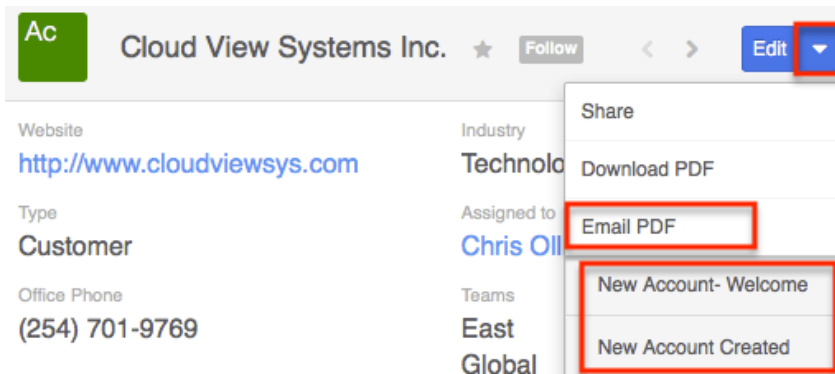 Ac
Cloud View Systems Inc.
Follow
Edit
Website
http://www.cloudviewsys.com
Type
Customer
Office Phone
(254) 701-9769
Industry
Technolo
Assigned to
Chris Oll
Teams
East
Global
Share
Download PDF
Email PDF
New Account- Welcome
New Account Created